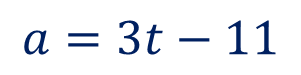 a = 3t − 11